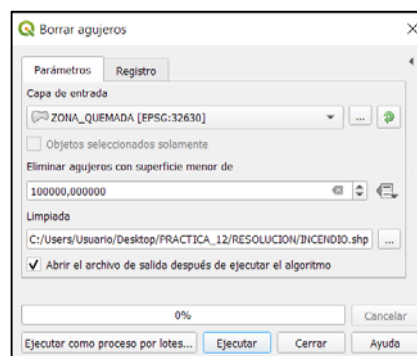 Borrar agujeros
Parámetros Registro
Capa de entrada
ZONA_QUEMADA [EPSG:32630]
...
Objetos seleccionados solamente
Eliminar agujeros con superficie menor de
100000,000000
Limpiada
C:/Users/Usuario/Desktop/PRACTICA_12/RESOLUCION/INCENDIO.shp
...
Abrir el archivo de salida después de ejecutar el algoritmo
0%
Cancelar
Ejecutar como proceso por lotes... Ejecutar Cerrar Ayuda